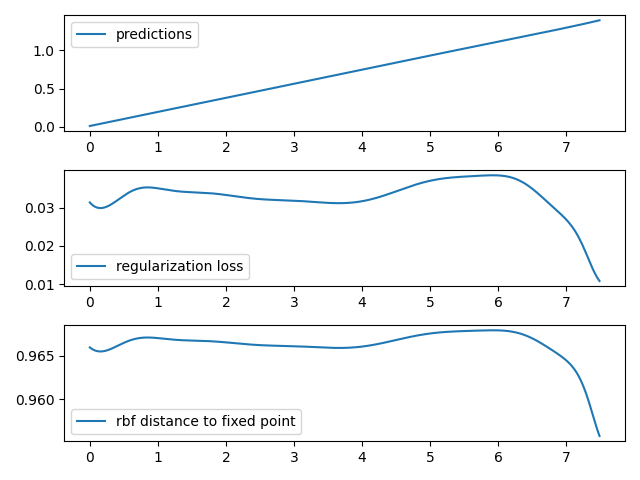 predictions
1.0
0.5
0.0
0 1 2 3 4 5 6 7
0.03
0.02
0.01
regularization loss
0 1 2 3 4 5 6 7
0.965
0.960
rbf distance to fixed point
0 1 2 3 4 5 6 7